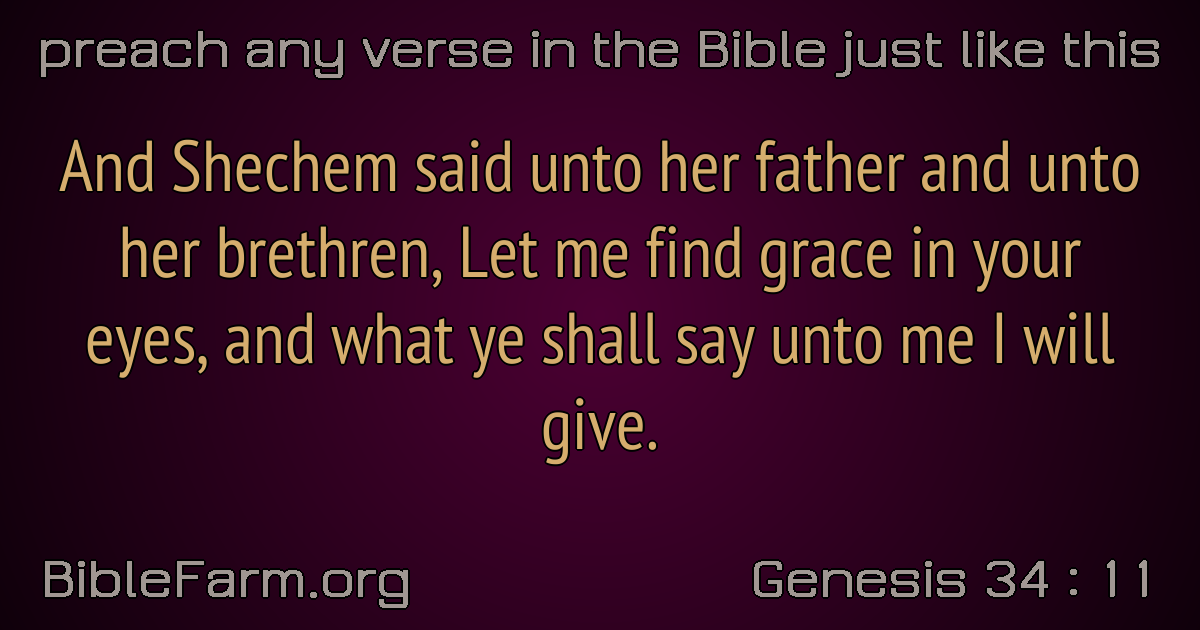 preach any verse in the Bible just like this
And Shechem said unto her father and unto
her brethren, Let me find grace in your
eyes, and what ye shall say unto me I will
give.
BibleFarm.org
Genesis 34 : 11